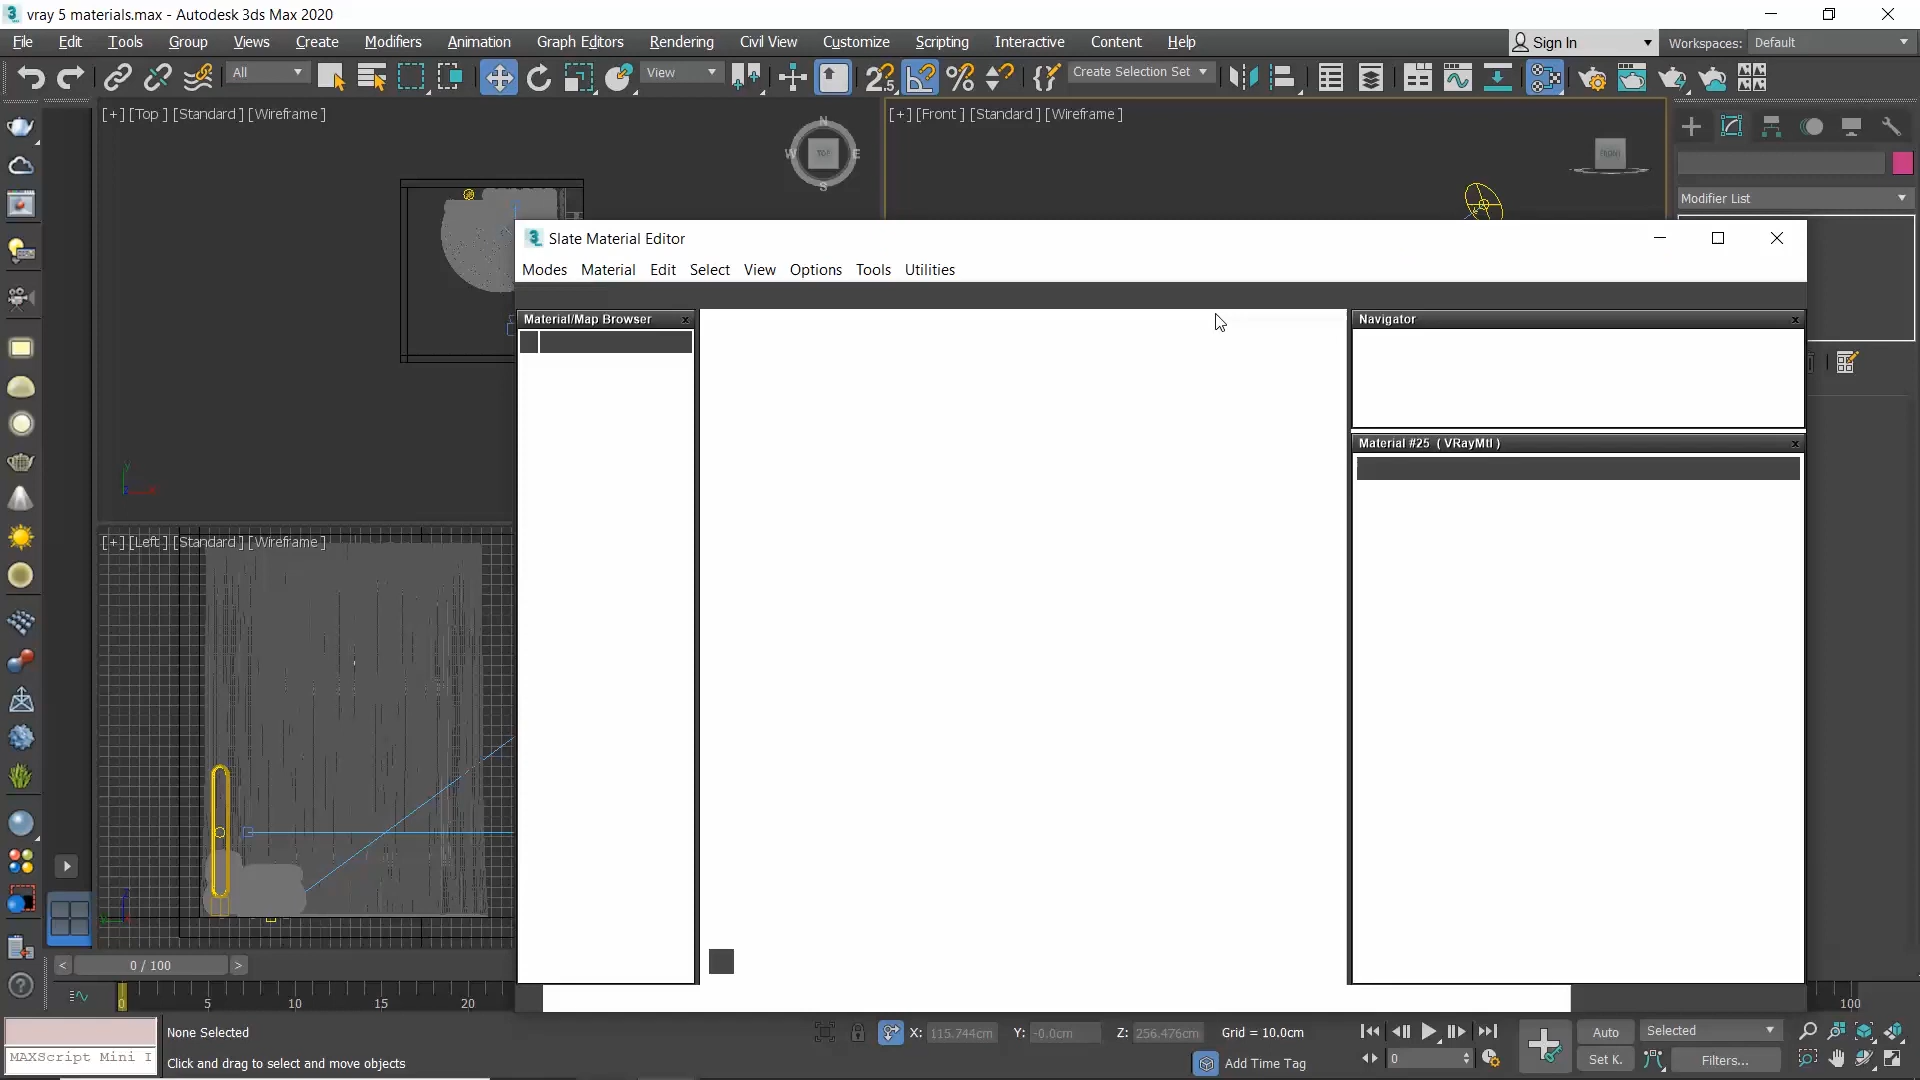 vray 5 materials.max - Autodesk 3ds Max 2020
File Edit Tools Group Views Create Modifiers Animation Graph Editors Rendering Civil View Customize Scripting Interactive Content Help
Sign In
Workspaces: Default
All
View
Create Selection Set
[+] [Top ] [Standard ] [Wireframe ]
[+] [Front ] [Standard ] [Wireframe ]
N
W TOP E
S
FRONT
Modifier List
Slate Material Editor
Modes Material Edit Select View Options Tools Utilities
Material/Map Browser
Navigator
Material #25 ( VRayMtl )
[+] [Left ] [Standard ] [Wireframe ]
< 0 / 100 >
0 5 10 15 20 100
None Selected
X: 115.744cm Y: -0.0cm Z: 256.476cm Grid = 10.0cm
Auto Selected
MAXScript Mini I
Click and drag to select and move objects
Add Time Tag
0
Set K. Filters...